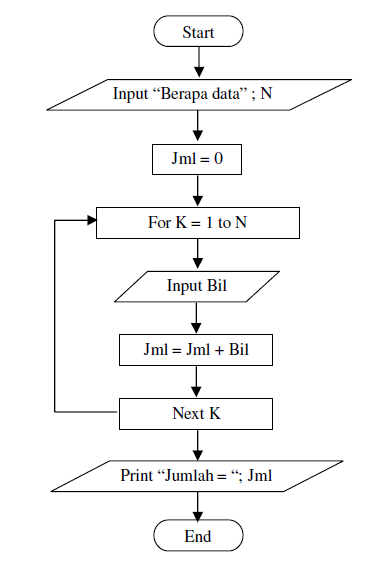 Start
Input “Berapa data” ; N
Jml = 0
For K = 1 to N
Input Bil
Jml = Jml + Bil
Next K
Print “Jumlah = “; Jml
End